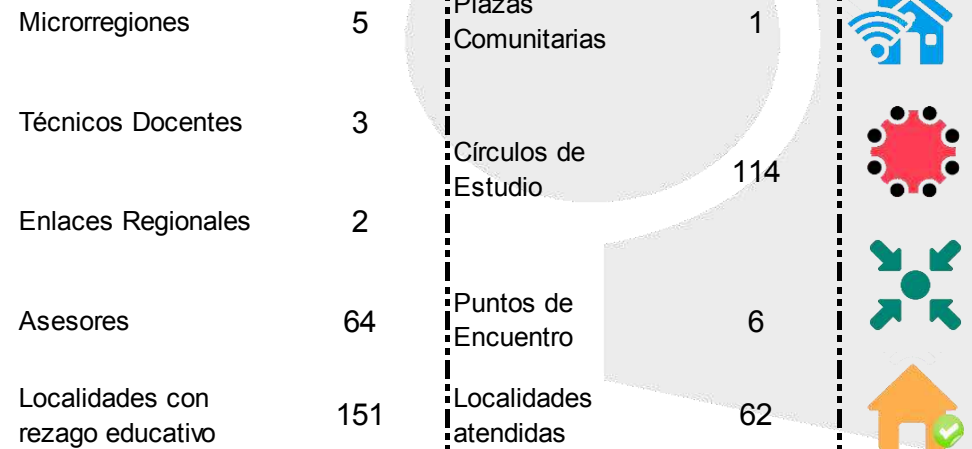 Microrregiones 5
Técnicos Docentes 3
Enlaces Regionales 2
Asesores 64
Localidades con
rezago educativo 151
Plazas
Comunitarias 1
Círculos de
Estudio 114
Puntos de
Encuentro 6
Localidades
atendidas 62